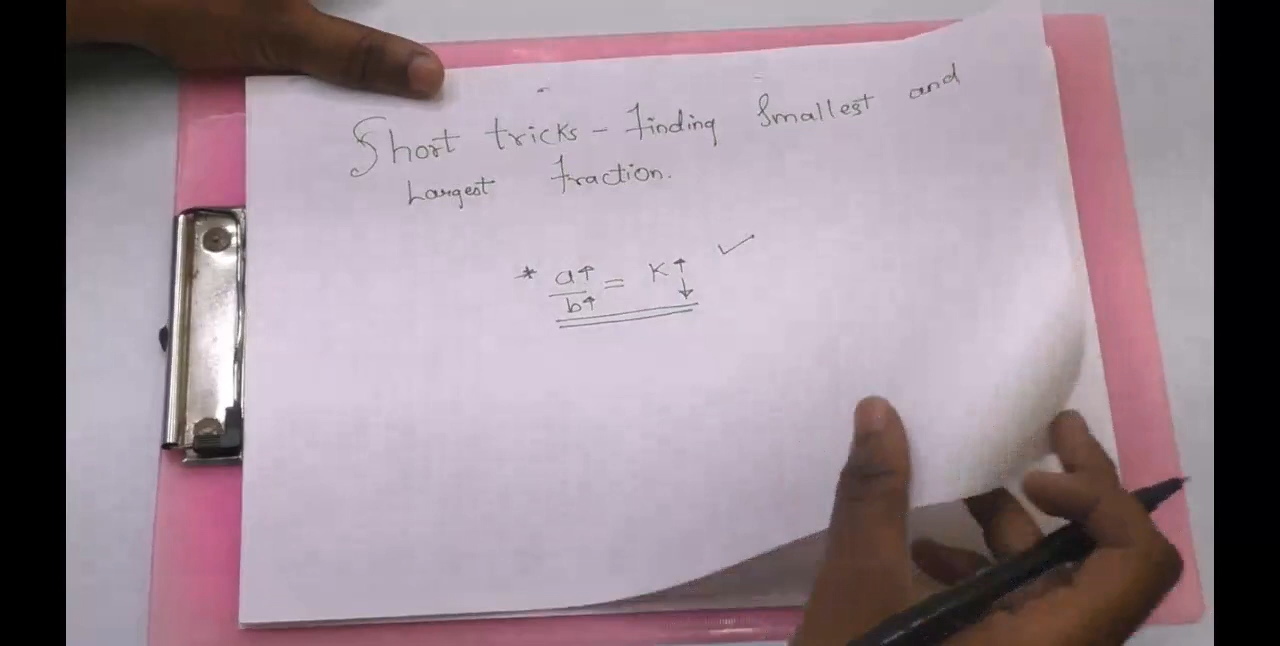 Short tricks - Finding Smallest and
Largest fraction.
* a↑/b↑ = K↑↓ ✓